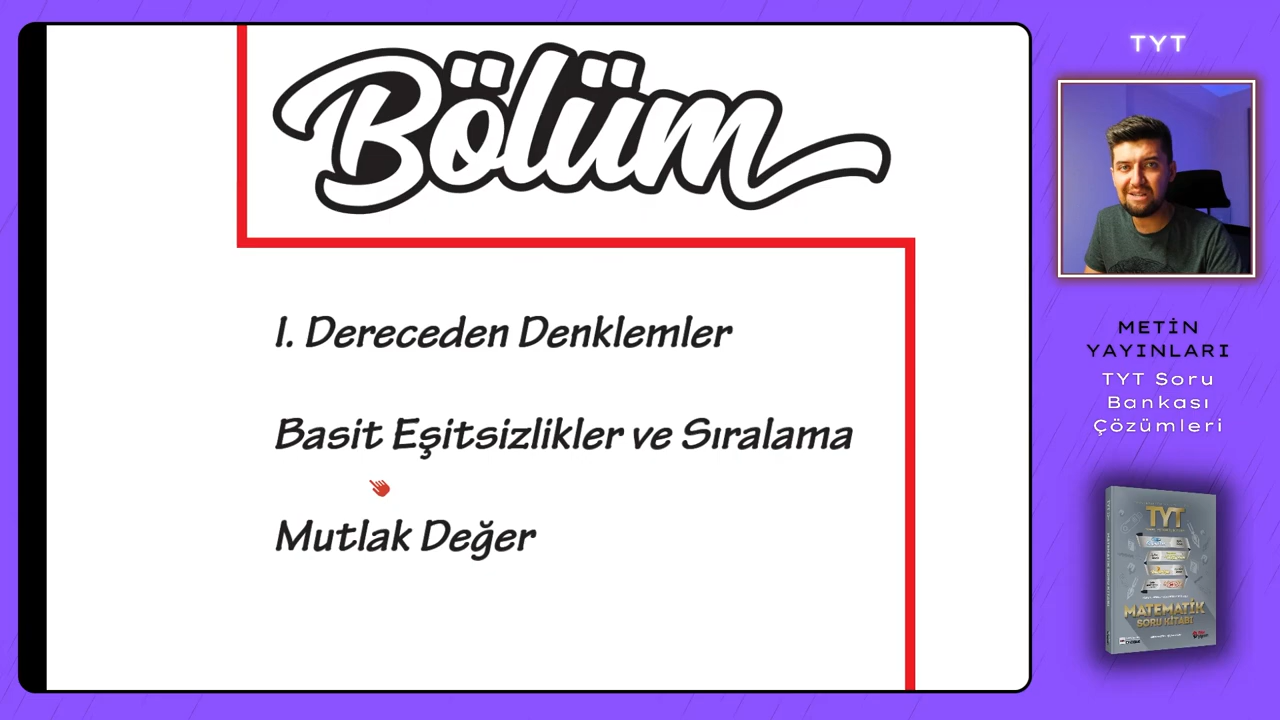 Bölüm
I. Dereceden Denklemler
Basit Eşitsizlikler ve Sıralama
Mutlak Değer
TYT
METİN
YAYINLARI
TYT Soru
Bankası
Çözümleri
TYT
MATEMATİK
SORU KİTABI